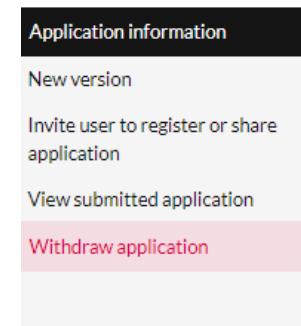 Application information
New version
Invite user to register or share
application
View submitted application
Withdraw application